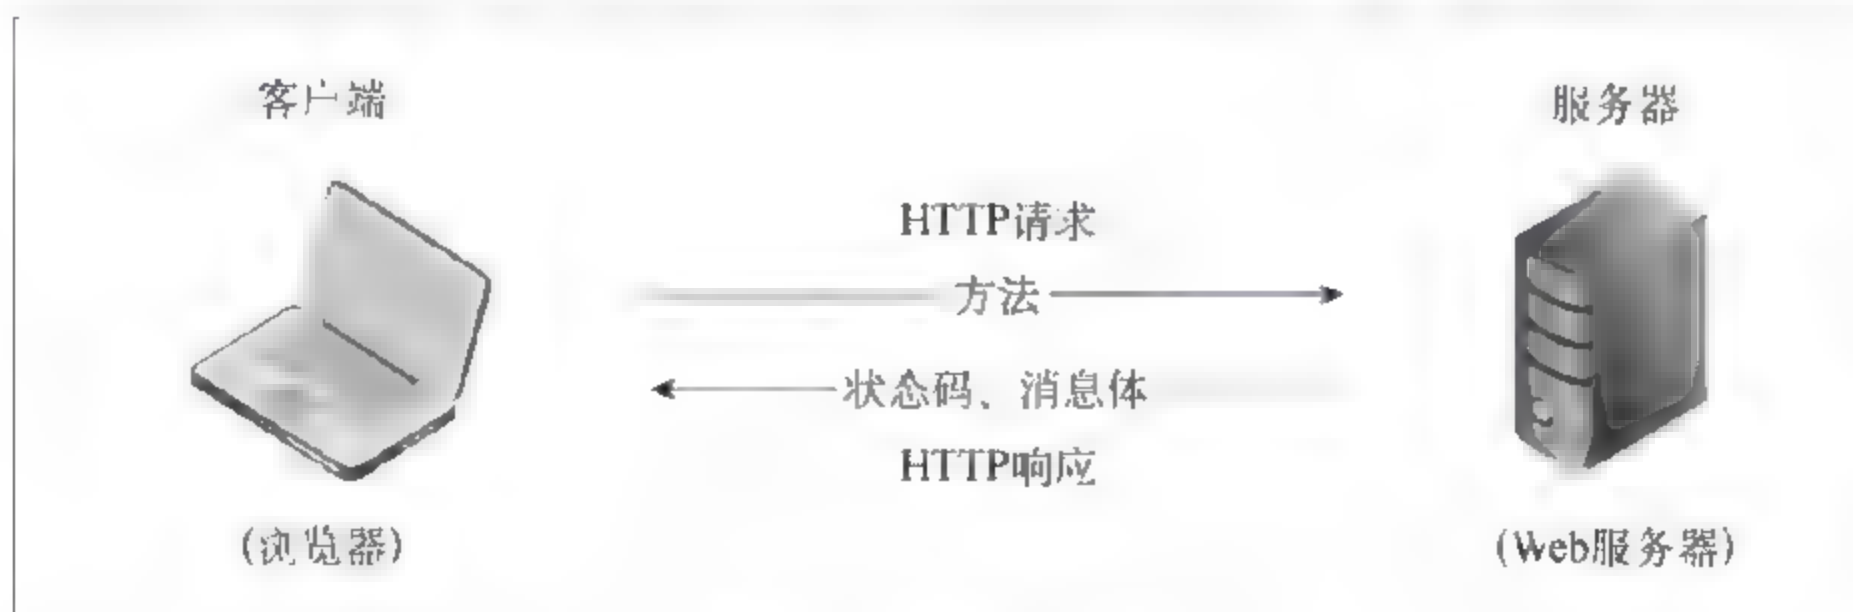 客户端
服务器
HTTP请求
方法
状态码、消息体
HTTP响应
(浏览器)
(Web服务器)